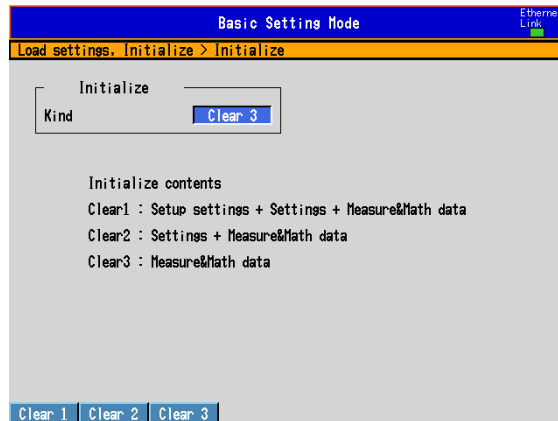 Basic Setting Mode
Etherne
Link
Load settings, Initialize > Initialize
Initialize
Kind Clear 3
Initialize contents
Clear1 : Setup settings + Settings + Measure&Math data
Clear2 : Settings + Measure&Math data
Clear3 : Measure&Math data
Clear 1 Clear 2 Clear 3